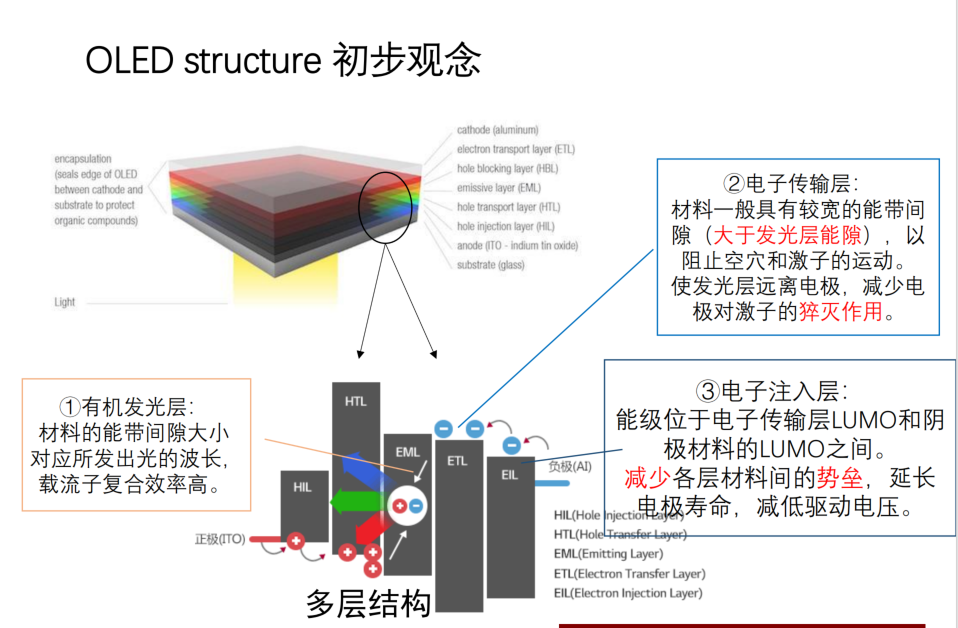 OLED structure 初步观念
encapsulation
(seals edge of OLED
between cathode and
substrate to protect
organic compounds)
Light
cathode (aluminum)
electron transport layer (ETL)
hole blocking layer (HBL)
emissive layer (EML)
hole transport layer (HTL)
hole injection layer (HIL)
anode (ITO - indium tin oxide)
substrate (glass)
②电子传输层：
材料一般具有较宽的能带间
隙（大于发光层能隙），以
阻止空穴和激子的运动。
使发光层远离电极，减少电
极对激子的猝灭作用。
①有机发光层：
材料的能带间隙大小
对应所发出光的波长，
载流子复合效率高。
③电子注入层：
能级位于电子传输层LUMO和阴
极材料的LUMO之间。
减少各层材料间的势垒，延长
电极寿命，减低驱动电压。
HTL
EML
ETL
EIL
HIL
负极(Al)
正极(ITO)
HIL(Hole Injection Layer)
HTL(Hole Transfer Layer)
EML(Emitting Layer)
ETL(Electron Transfer Layer)
EIL(Electron Injection Layer)
多层结构